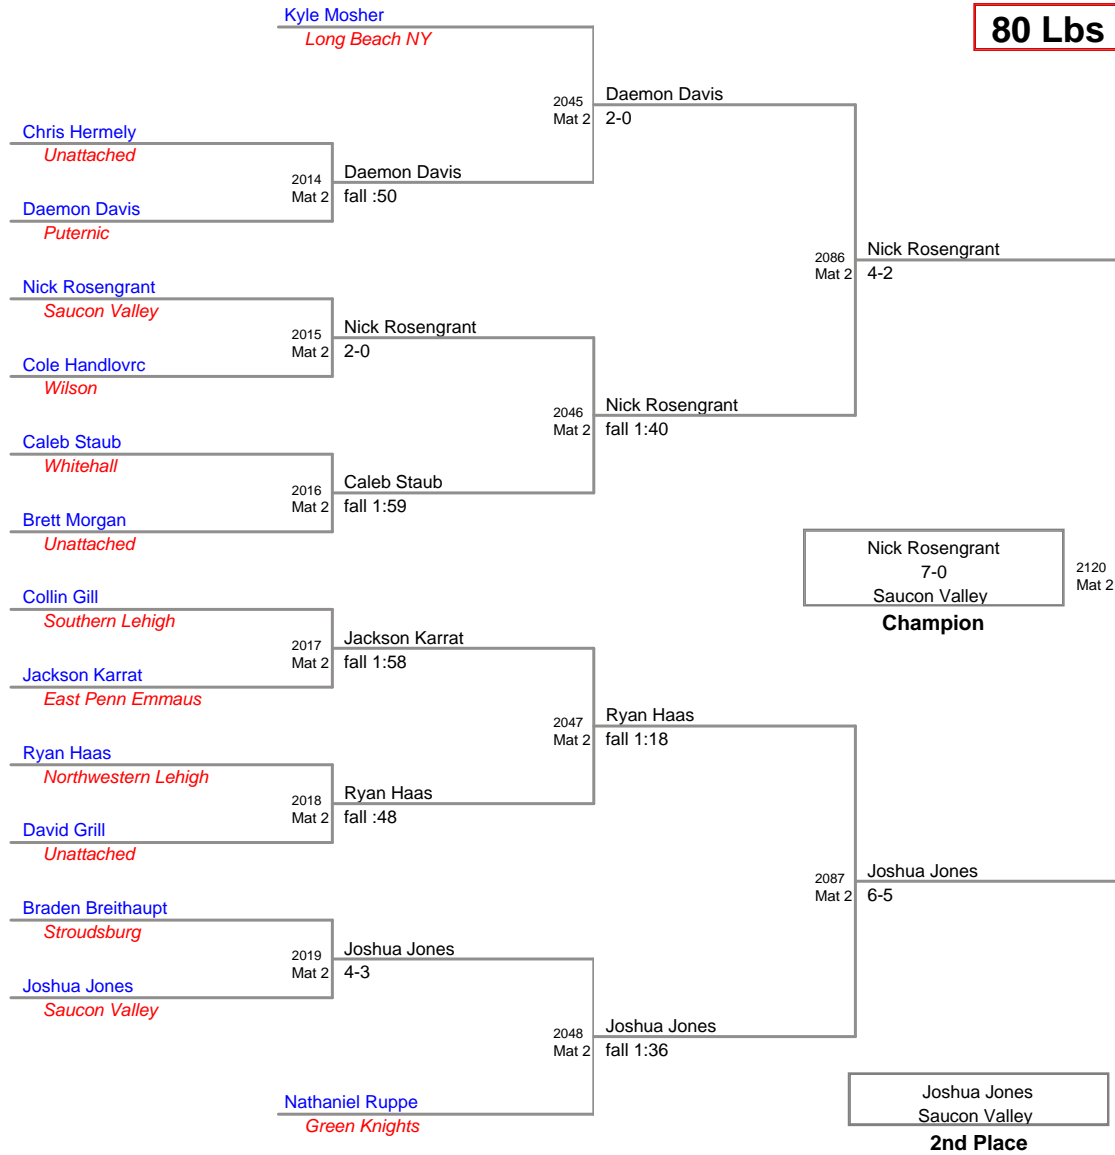 Kyle Mosher
Long Beach NY
80 Lbs
2045
Mat 2
Daemon Davis
2-0
Chris Hermely
Unattached
2014
Mat 2
Daemon Davis
fall :50
Daemon Davis
Puternic
2086
Mat 2
Nick Rosengrant
4-2
Nick Rosengrant
Saucon Valley
2015
Mat 2
Nick Rosengrant
2-0
Cole Handlovrc
Wilson
2046
Mat 2
Nick Rosengrant
fall 1:40
Caleb Staub
Whitehall
2016
Mat 2
Caleb Staub
fall 1:59
Brett Morgan
Unattached
Nick Rosengrant
7-0
Saucon Valley
Champion
2120
Mat 2
Collin Gill
Southern Lehigh
2017
Mat 2
Jackson Karrat
fall 1:58
Jackson Karrat
East Penn Emmaus
2047
Mat 2
Ryan Haas
fall 1:18
Ryan Haas
Northwestern Lehigh
2018
Mat 2
Ryan Haas
fall :48
David Grill
Unattached
2087
Mat 2
Joshua Jones
6-5
Braden Breithaupt
Stroudsburg
2019
Mat 2
Joshua Jones
4-3
Joshua Jones
Saucon Valley
2048
Mat 2
Joshua Jones
fall 1:36
Nathaniel Ruppe
Green Knights
Joshua Jones
Saucon Valley
2nd Place